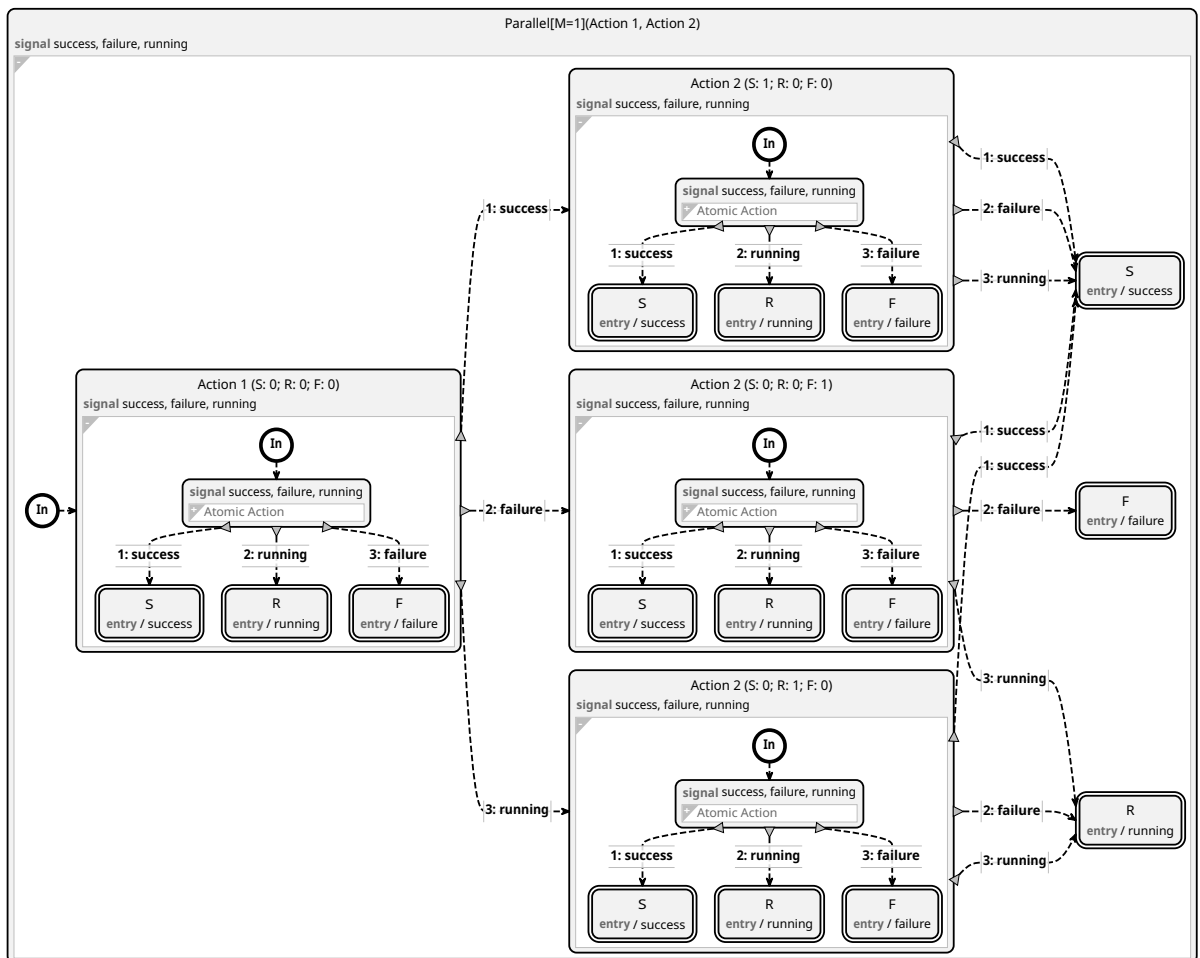 Parallel[M=1](Action 1, Action 2)
signal success, failure, running
-
Action 2 (S: 1; R: 0; F: 0)
signal success, failure, running
-
In
signal success, failure, running
+ Atomic Action
1: success
2: running
3: failure
S
entry / success
R
entry / running
F
entry / failure
1: success
2: failure
3: running
1: success
In
Action 1 (S: 0; R: 0; F: 0)
signal success, failure, running
-
In
signal success, failure, running
+ Atomic Action
1: success
2: running
3: failure
S
entry / success
R
entry / running
F
entry / failure
2: failure
Action 2 (S: 0; R: 0; F: 1)
signal success, failure, running
-
In
signal success, failure, running
+ Atomic Action
1: success
2: running
3: failure
S
entry / success
R
entry / running
F
entry / failure
1: success
1: success
2: failure
3: running
3: running
Action 2 (S: 0; R: 1; F: 0)
signal success, failure, running
-
In
signal success, failure, running
+ Atomic Action
1: success
2: running
3: failure
S
entry / success
R
entry / running
F
entry / failure
2: failure
3: running
S
entry / success
F
entry / failure
R
entry / running